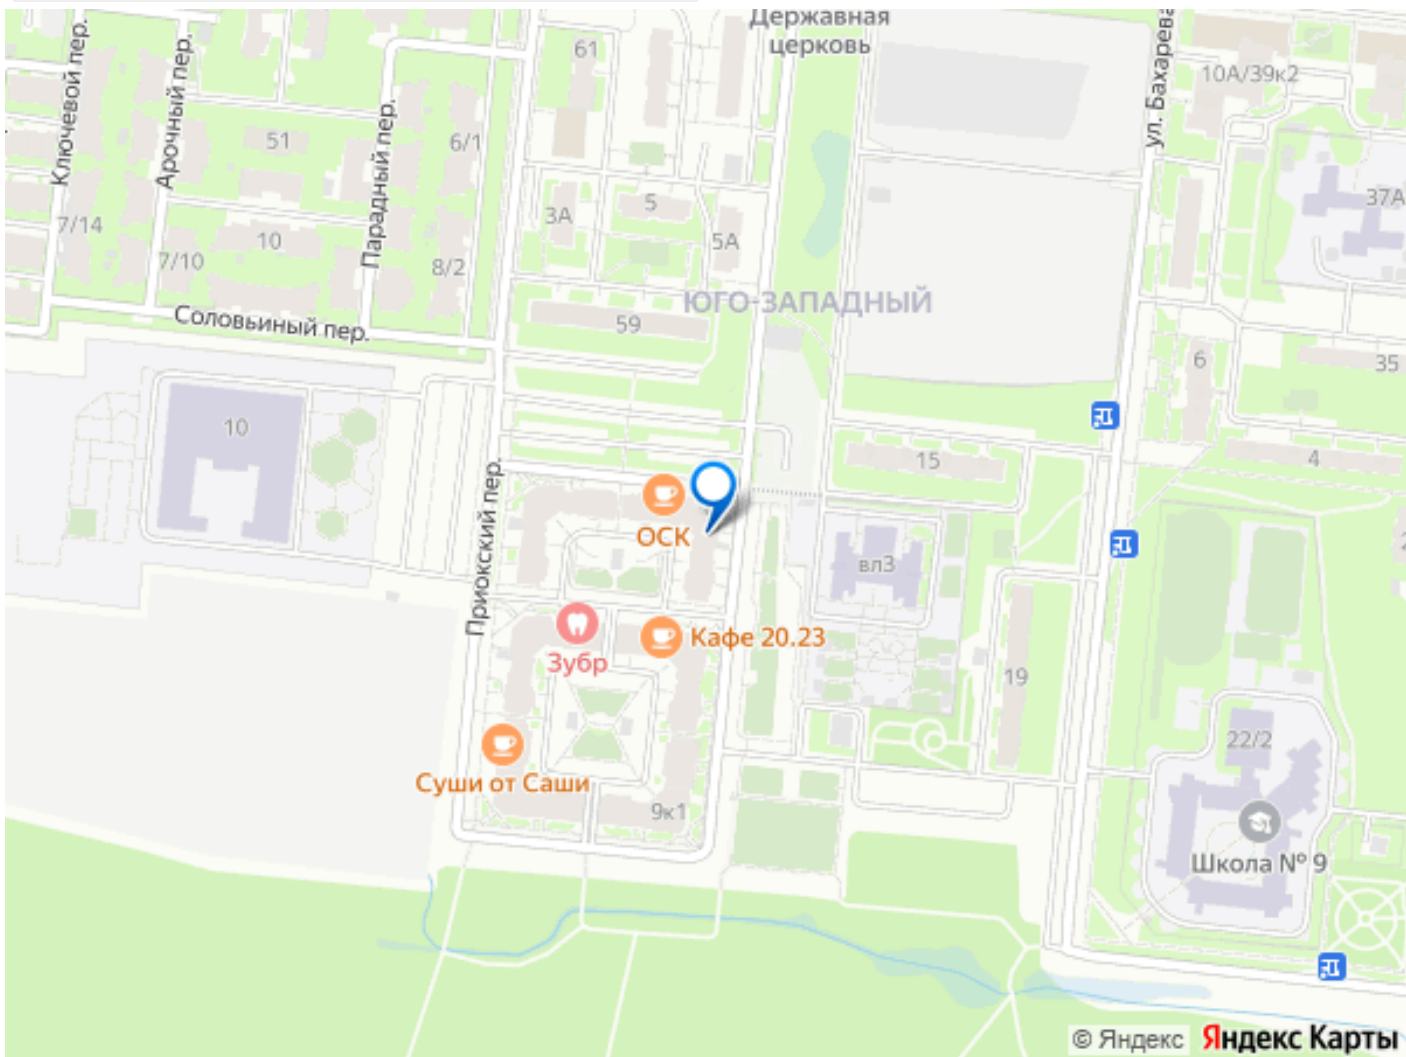 Державная
церковь
Ключевой пер.
Арочный пер.
Парадный пер.
61
ул. Бахарева
10А/39к2
51
6/1
37А
7/14
7/10
10
8/2
3А
5
5А
ЮГО-ЗАПАДНЫЙ
Соловьиный пер.
59
6
35
10
15
4
Приокский пер.
ОСК
вл3
Зубр
Кафе 20.23
19
Суши от Саши
9к1
22/2
Школа № 9
© Яндекс Яндекс Карты